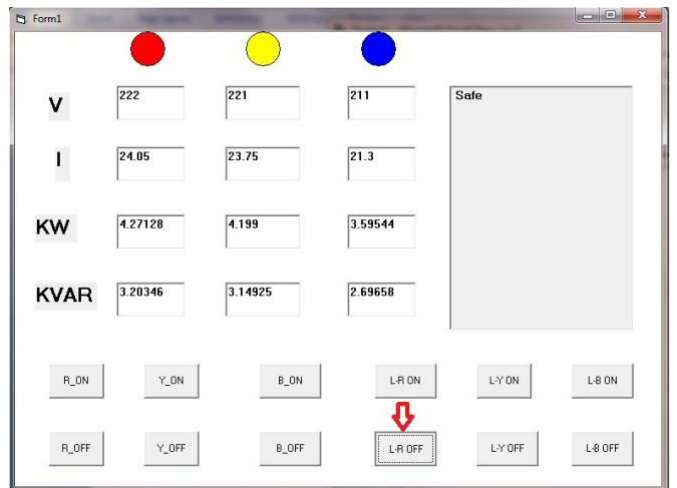 Form1
V 222 221 211 Safe
I 24.05 23.75 21.3
KW 4.27128 4.199 3.59544
KVAR 3.20346 3.14925 2.69658
R_ON Y_ON B_ON L-R ON L-Y ON L-B ON
R_OFF Y_OFF B_OFF L-R OFF L-Y OFF L-B OFF